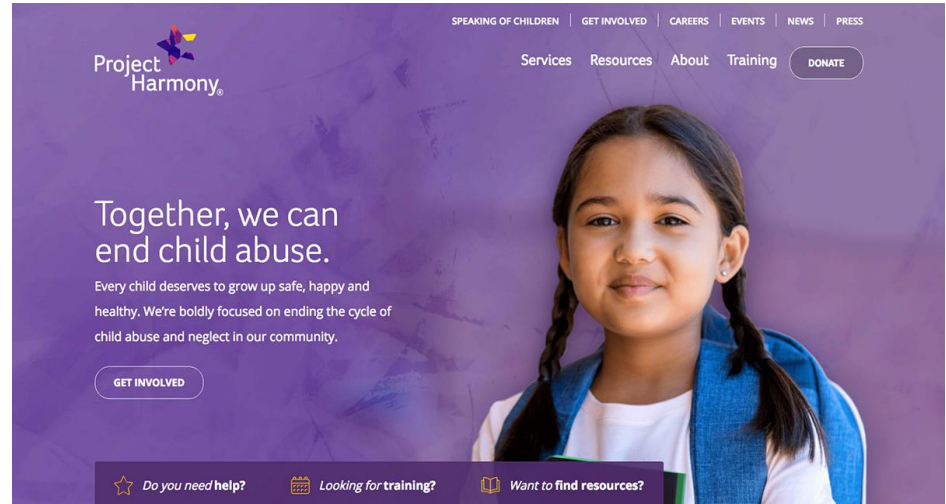 SPEAKING OF CHILDREN
GET INVOLVED
CAREERS
EVENTS
NEWS
PRESS
Project
Harmony®
Services
Resources
About
Training
DONATE
Together, we can
end child abuse.
Every child deserves to grow up safe, happy and
healthy. We're boldly focused on ending the cycle of
child abuse and neglect in our community.
GET INVOLVED
Do you need help?
Looking for training?
Want to find resources?